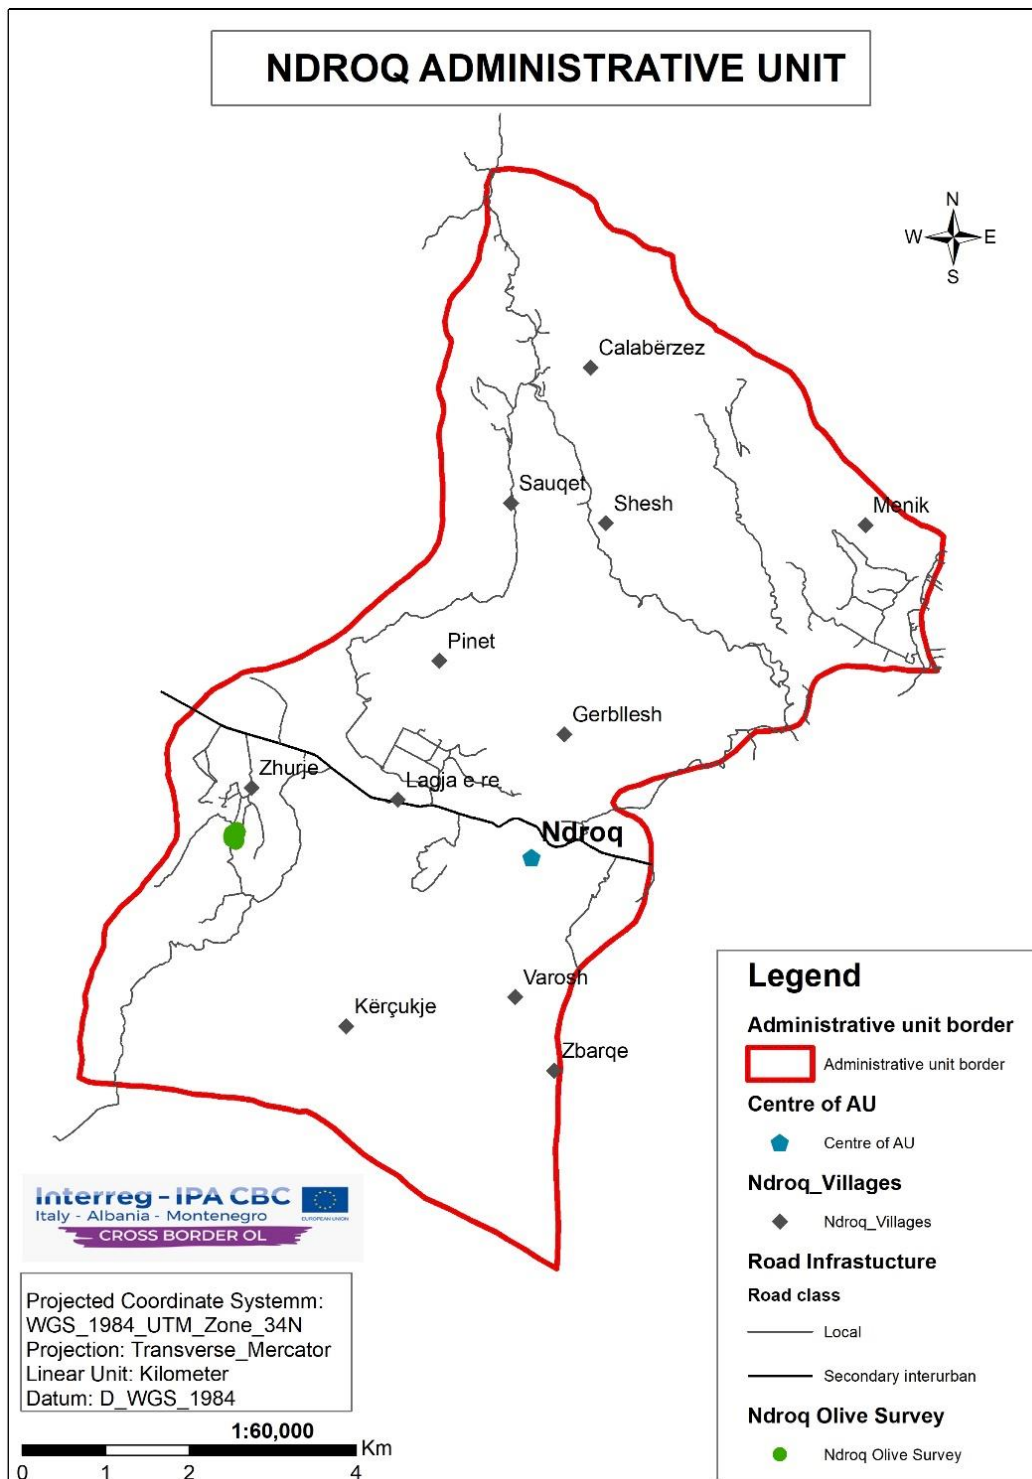 NDROQ ADMINISTRATIVE UNIT
N
W E
S
Calabërzez
Sauqet
Shesh
Menik
Pinet
Gerbllesh
Zhurje
Lagja e re
Ndroq
Varosh
Kërçukje
Zbarqe
Legend
Administrative unit border
Administrative unit border
Centre of AU
Centre of AU
Ndroq_Villages
Ndroq_Villages
Road Infrastucture
Road class
Local
Secondary interurban
Ndroq Olive Survey
Ndroq Olive Survey
Interreg - IPA CBC
Italy - Albania - Montenegro
EUROPEAN UNION
CROSS BORDER OL
Projected Coordinate Systemm:
WGS_1984_UTM_Zone_34N
Projection: Transverse_Mercator
Linear Unit: Kilometer
Datum: D_WGS_1984
1:60,000
Km
0 1 2 4